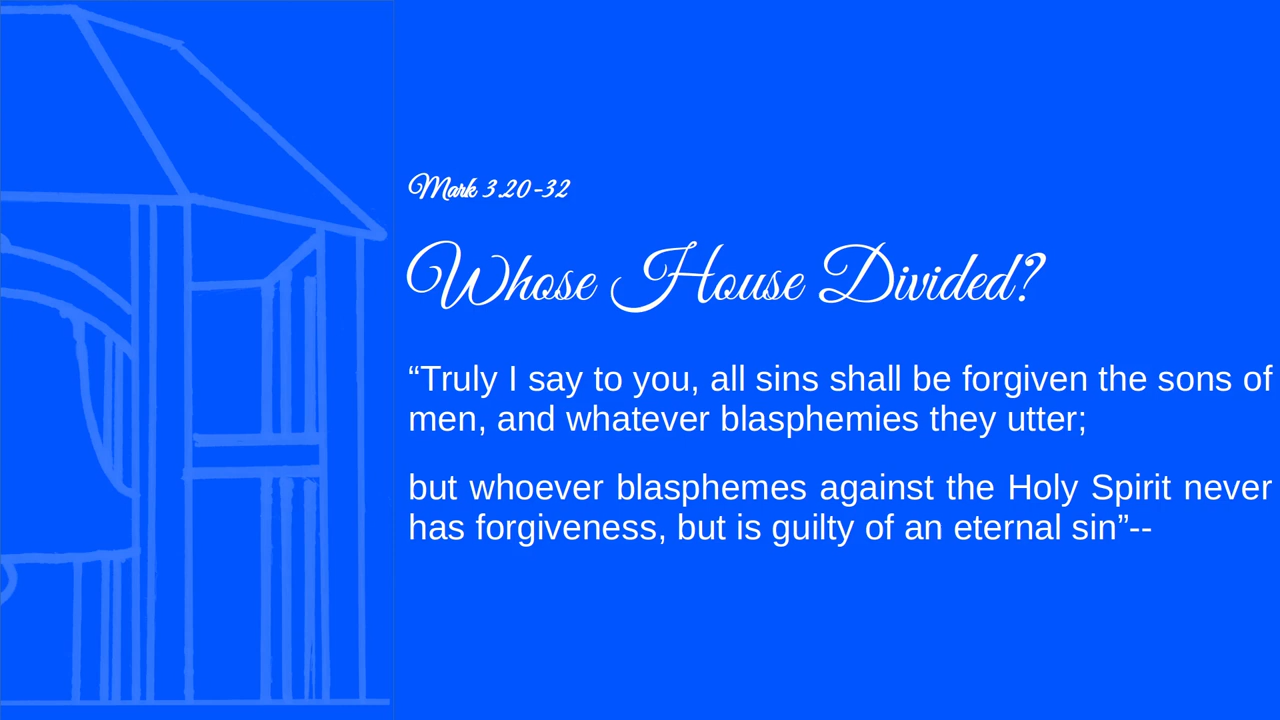 Mark 3.20-32
Whose House Divided?
“Truly I say to you, all sins shall be forgiven the sons of
men, and whatever blasphemies they utter;
but whoever blasphemes against the Holy Spirit never
has forgiveness, but is guilty of an eternal sin”--